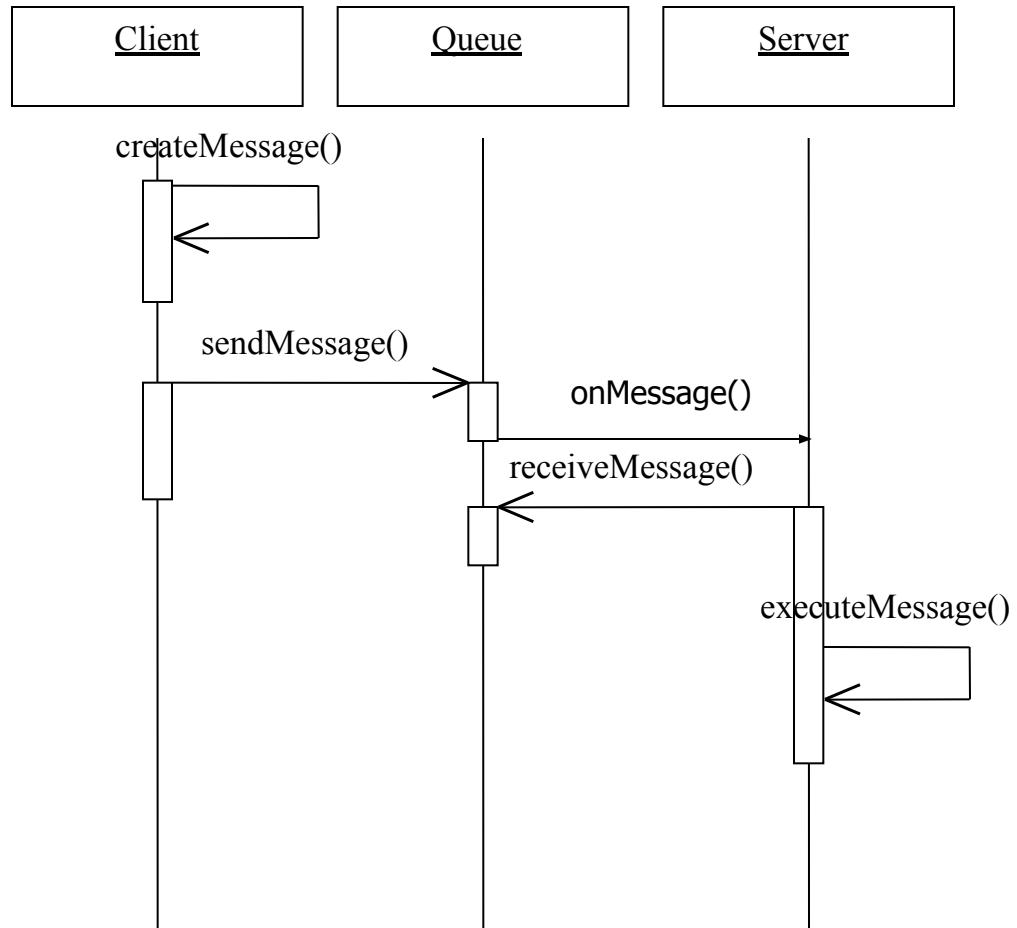 Client
Queue
Server
createMessage()
sendMessage()
onMessage()
receiveMessage()
executeMessage()